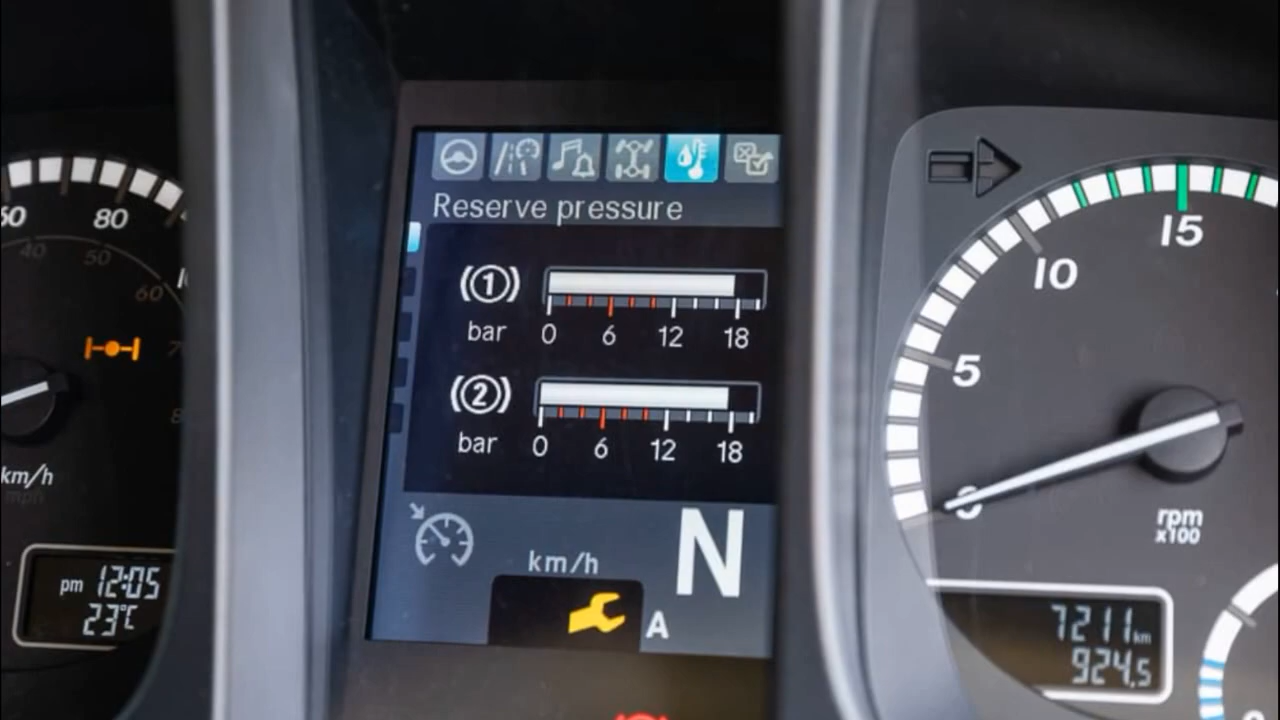 60 80
40 50
60
km/h
mph
pm 12:05
23°C
Reserve pressure
(1)
bar 0 6 12 18
(2)
bar 0 6 12 18
km/h
N
A
15
10
5
0
rpm
x100
7211 km
924.5